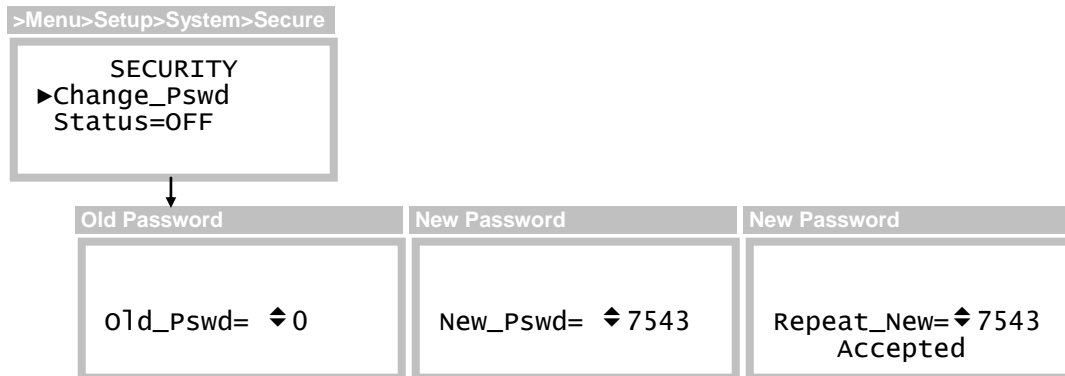 >Menu>Setup>System>Secure
SECURITY
►Change_Pswd
Status=OFF
Old Password
New Password
New Password
Old_Pswd= 0
New_Pswd= 7543
Repeat_New= 7543
Accepted